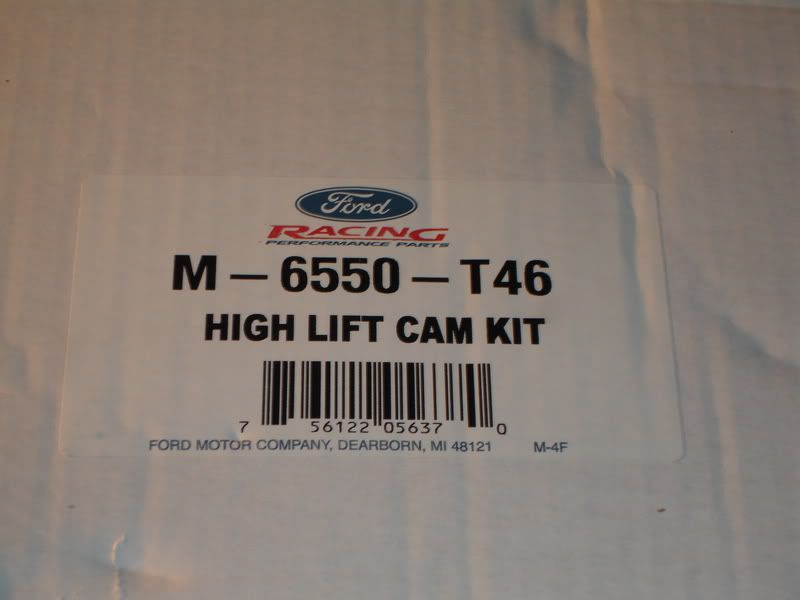 Ford
RACING
PERFORMANCE PARTS
M-6550-T46
HIGH LIFT CAM KIT
7 56122 05637 0
FORD MOTOR COMPANY, DEARBORN, MI 48121 M-4F